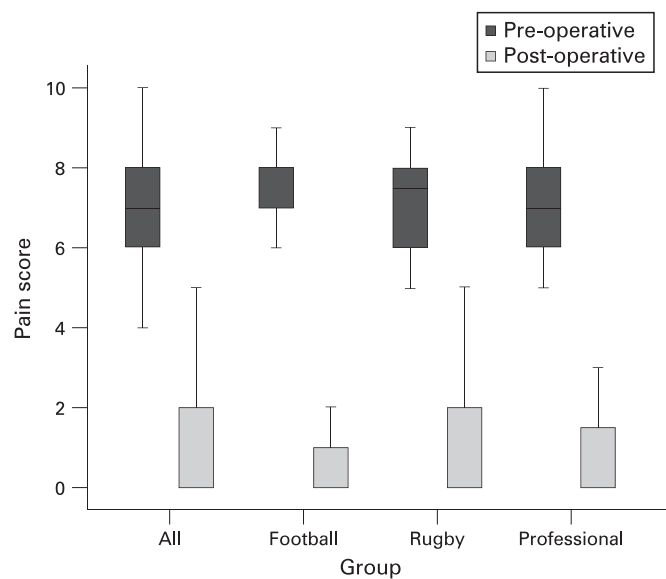 Pre-operative
Post-operative
10
8
6
4
2
0
Pain score
All Football Rugby Professional
Group